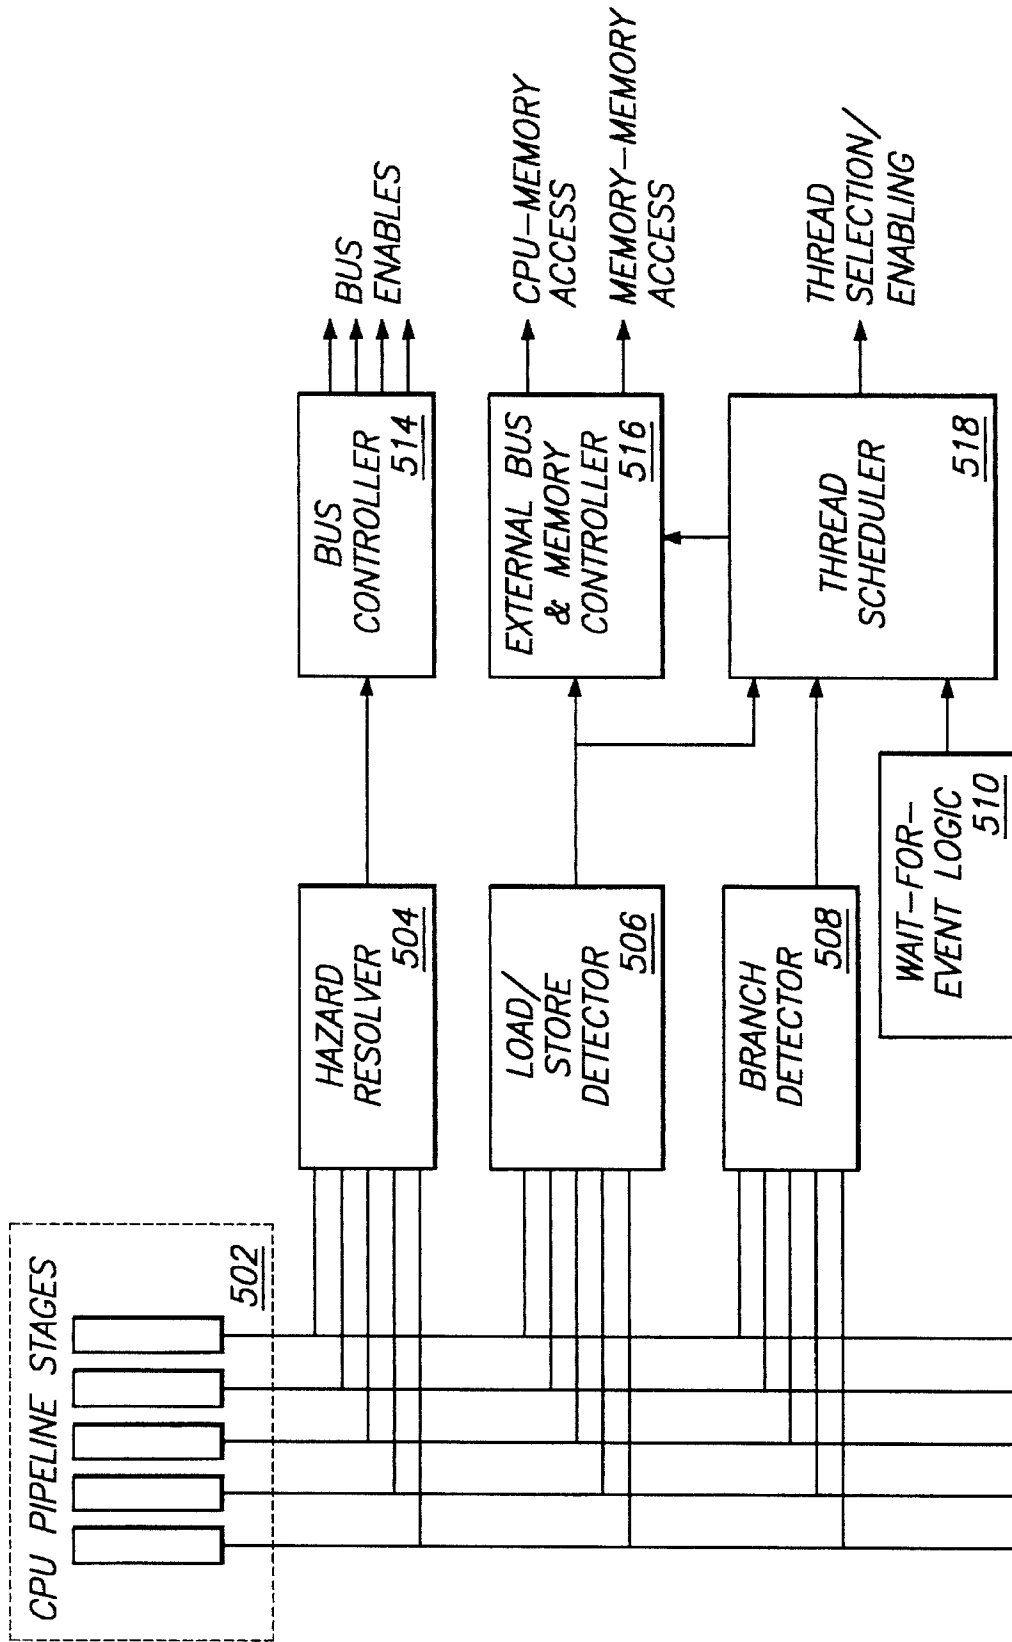 CPU PIPELINE STAGES
502
HAZARD
RESOLVER
504
BUS
CONTROLLER
514
BUS
ENABLES
LOAD/
STORE
DETECTOR
506
EXTERNAL BUS
& MEMORY
CONTROLLER
516
CPU–MEMORY
ACCESS
MEMORY–MEMORY
ACCESS
BRANCH
DETECTOR
508
THREAD
SCHEDULER
518
THREAD
SELECTION/
ENABLING
WAIT–FOR–
EVENT LOGIC
510